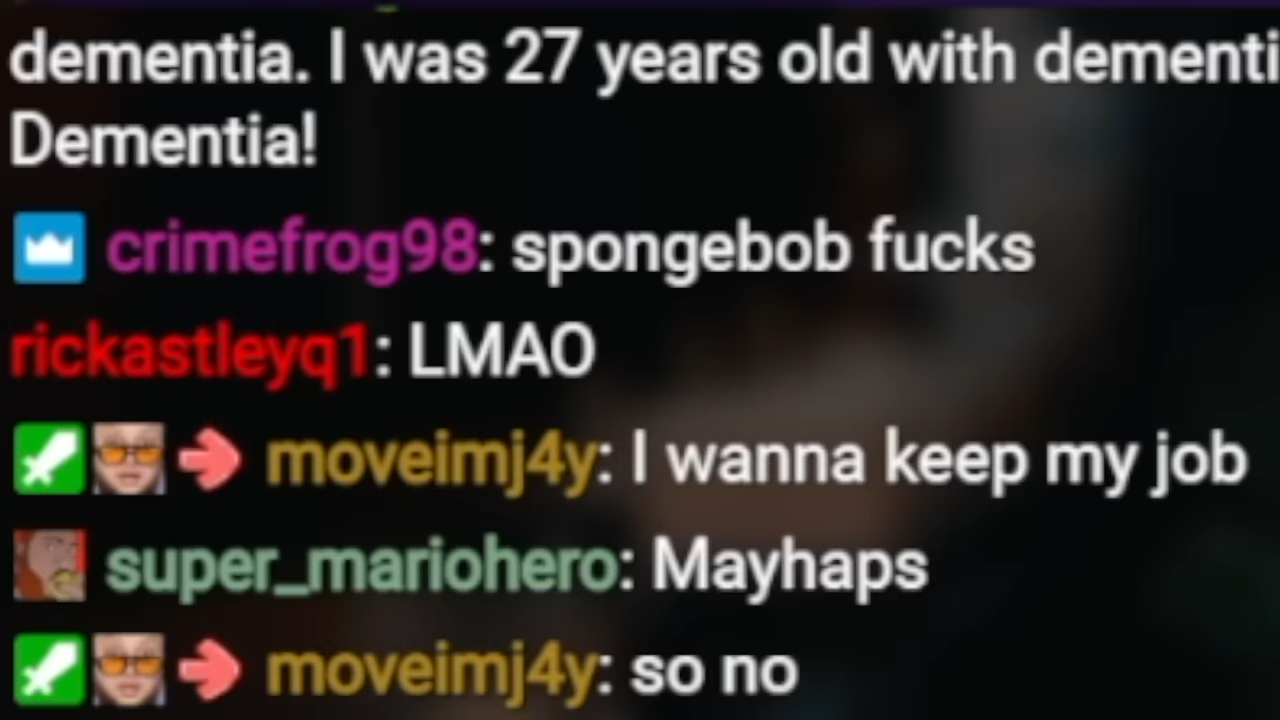 dementia. I was 27 years old with dementi
Dementia!
crimefrog98: spongebob fucks
rickastleyq1: LMAO
moveimj4y: I wanna keep my job
super_mariohero: Mayhaps
moveimj4y: so no